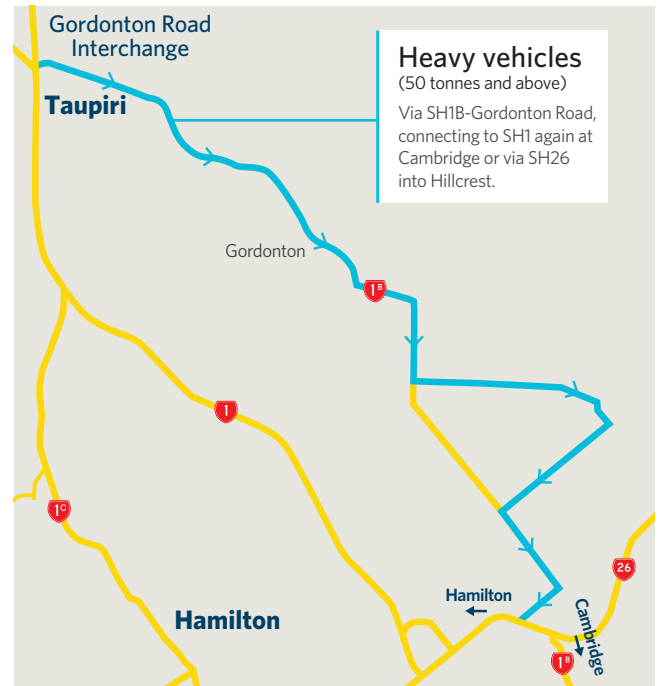 Gordonton Road
Interchange
Taupiri
Heavy vehicles
(50 tonnes and above)
Via SH1B-Gordonton Road,
connecting to SH1 again at
Cambridge or via SH26
into Hillcrest.
Gordonton
1B
1
1C
26
Hamilton
Hamilton
Cambridge
1B